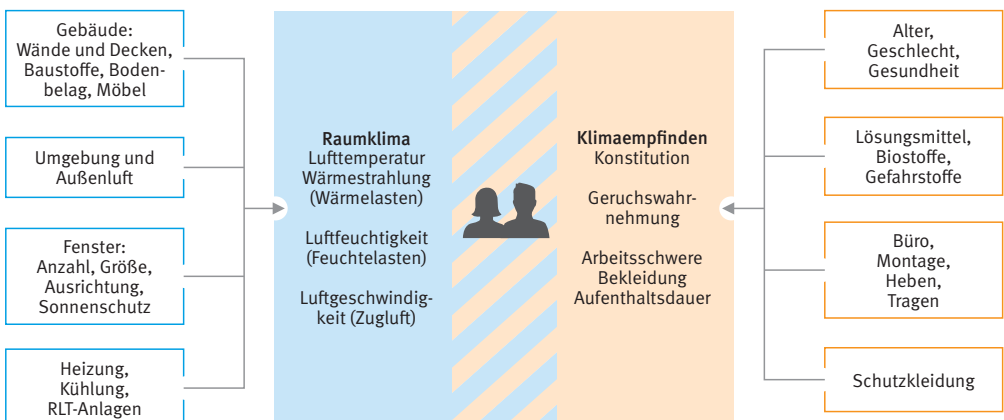 Gebäude:
Wände und Decken,
Baustoffe, Boden-
belag, Möbel
Umgebung und
Außenluft
Fenster:
Anzahl, Größe,
Ausrichtung,
Sonnenschutz
Heizung,
Kühlung,
RLT-Anlagen
Raumklima
Lufttemperatur
Wärmestrahlung
(Wärmelasten)
Luftfeuchtigkeit
(Feuchtelasten)
Luftgeschwindig-
keit (Zugluft)
Klimaempfinden
Konstitution
Geruchswahr-
nehmung
Arbeitsschwere
Bekleidung
Aufenthaltsdauer
Alter,
Geschlecht,
Gesundheit
Lösungsmittel,
Biostoffe,
Gefahrstoffe
Büro,
Montage,
Heben,
Tragen
Schutzkleidung